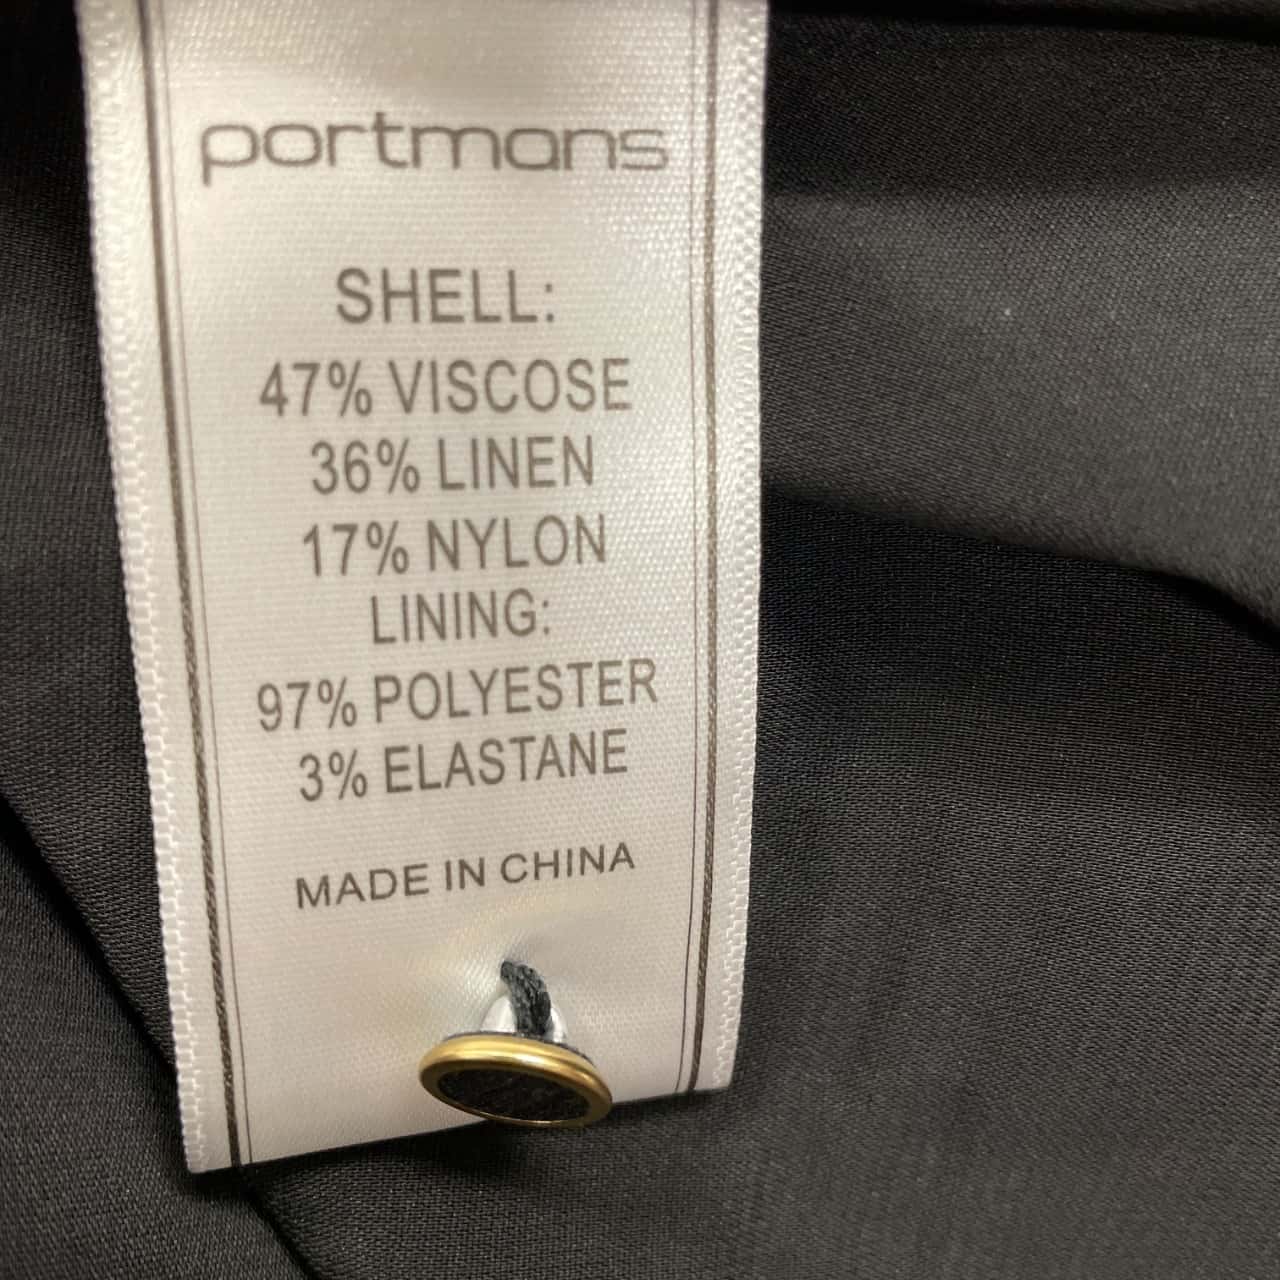 portmans
SHELL:
47% VISCOSE
36% LINEN
17% NYLON
LINING:
97% POLYESTER
3% ELASTANE
MADE IN CHINA